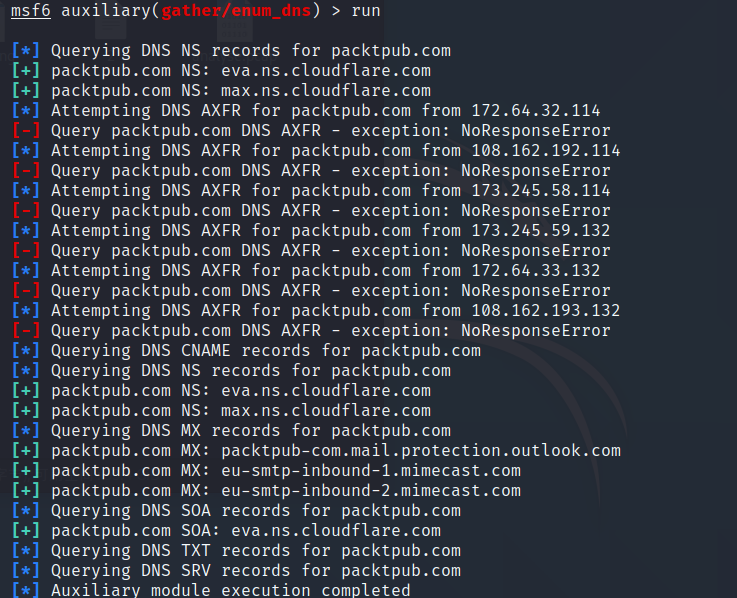 msf6 auxiliary(gather/enum_dns) > run
[*] Querying DNS NS records for packtpub.com
[+] packtpub.com NS: eva.ns.cloudflare.com
[+] packtpub.com NS: max.ns.cloudflare.com
[*] Attempting DNS AXFR for packtpub.com from 172.64.32.114
[-] Query packtpub.com DNS AXFR - exception: NoResponseError
[*] Attempting DNS AXFR for packtpub.com from 108.162.192.114
[-] Query packtpub.com DNS AXFR - exception: NoResponseError
[*] Attempting DNS AXFR for packtpub.com from 173.245.58.114
[-] Query packtpub.com DNS AXFR - exception: NoResponseError
[*] Attempting DNS AXFR for packtpub.com from 173.245.59.132
[-] Query packtpub.com DNS AXFR - exception: NoResponseError
[*] Attempting DNS AXFR for packtpub.com from 172.64.33.132
[-] Query packtpub.com DNS AXFR - exception: NoResponseError
[*] Attempting DNS AXFR for packtpub.com from 108.162.193.132
[-] Query packtpub.com DNS AXFR - exception: NoResponseError
[*] Querying DNS CNAME records for packtpub.com
[*] Querying DNS NS records for packtpub.com
[+] packtpub.com NS: eva.ns.cloudflare.com
[+] packtpub.com NS: max.ns.cloudflare.com
[*] Querying DNS MX records for packtpub.com
[+] packtpub.com MX: packtpub-com.mail.protection.outlook.com
[+] packtpub.com MX: eu-smtp-inbound-1.mimecast.com
[+] packtpub.com MX: eu-smtp-inbound-2.mimecast.com
[*] Querying DNS SOA records for packtpub.com
[+] packtpub.com SOA: eva.ns.cloudflare.com
[*] Querying DNS TXT records for packtpub.com
[*] Querying DNS SRV records for packtpub.com
[*] Auxiliary module execution completed